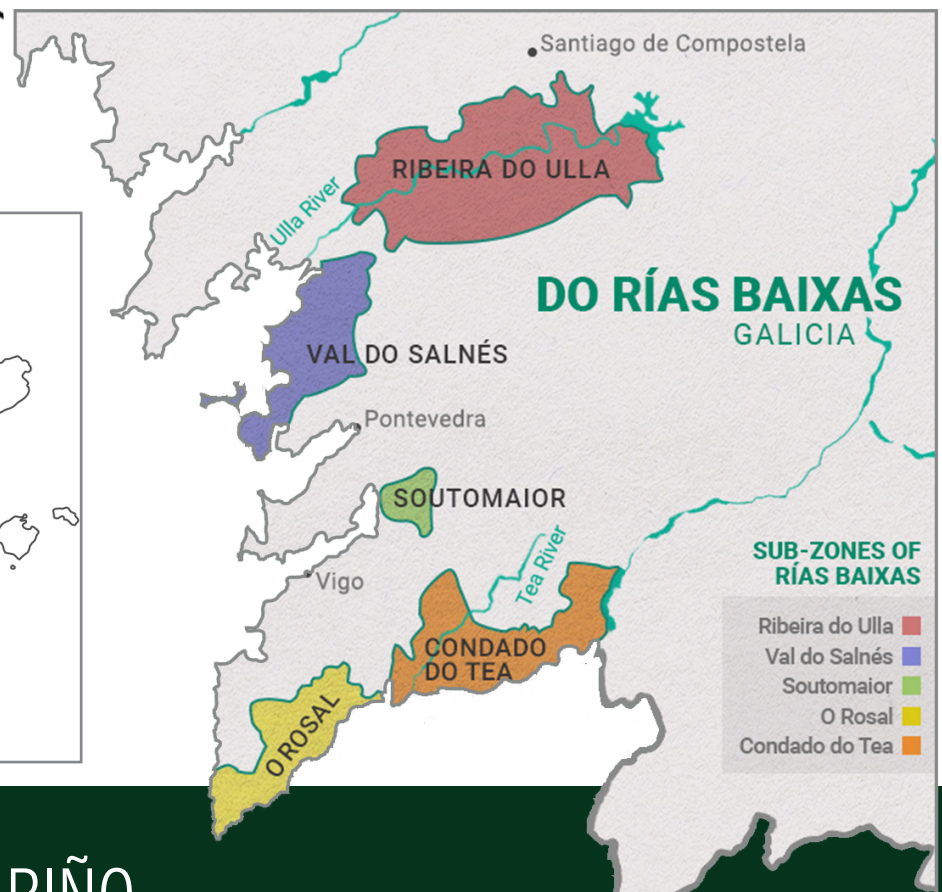 Santiago de Compostela
RIBEIRA DO ULLA
Ulla River
DO RÍAS BAIXAS
GALICIA
VAL DO SALNÉS
Pontevedra
SOUTOMAIOR
Tea River
Vigo
CONDADO
DO TEA
O ROSAL
SUB-ZONES OF
RÍAS BAIXAS
Ribeira do Ulla
Val do Salnés
Soutomaior
O Rosal
Condado do Tea